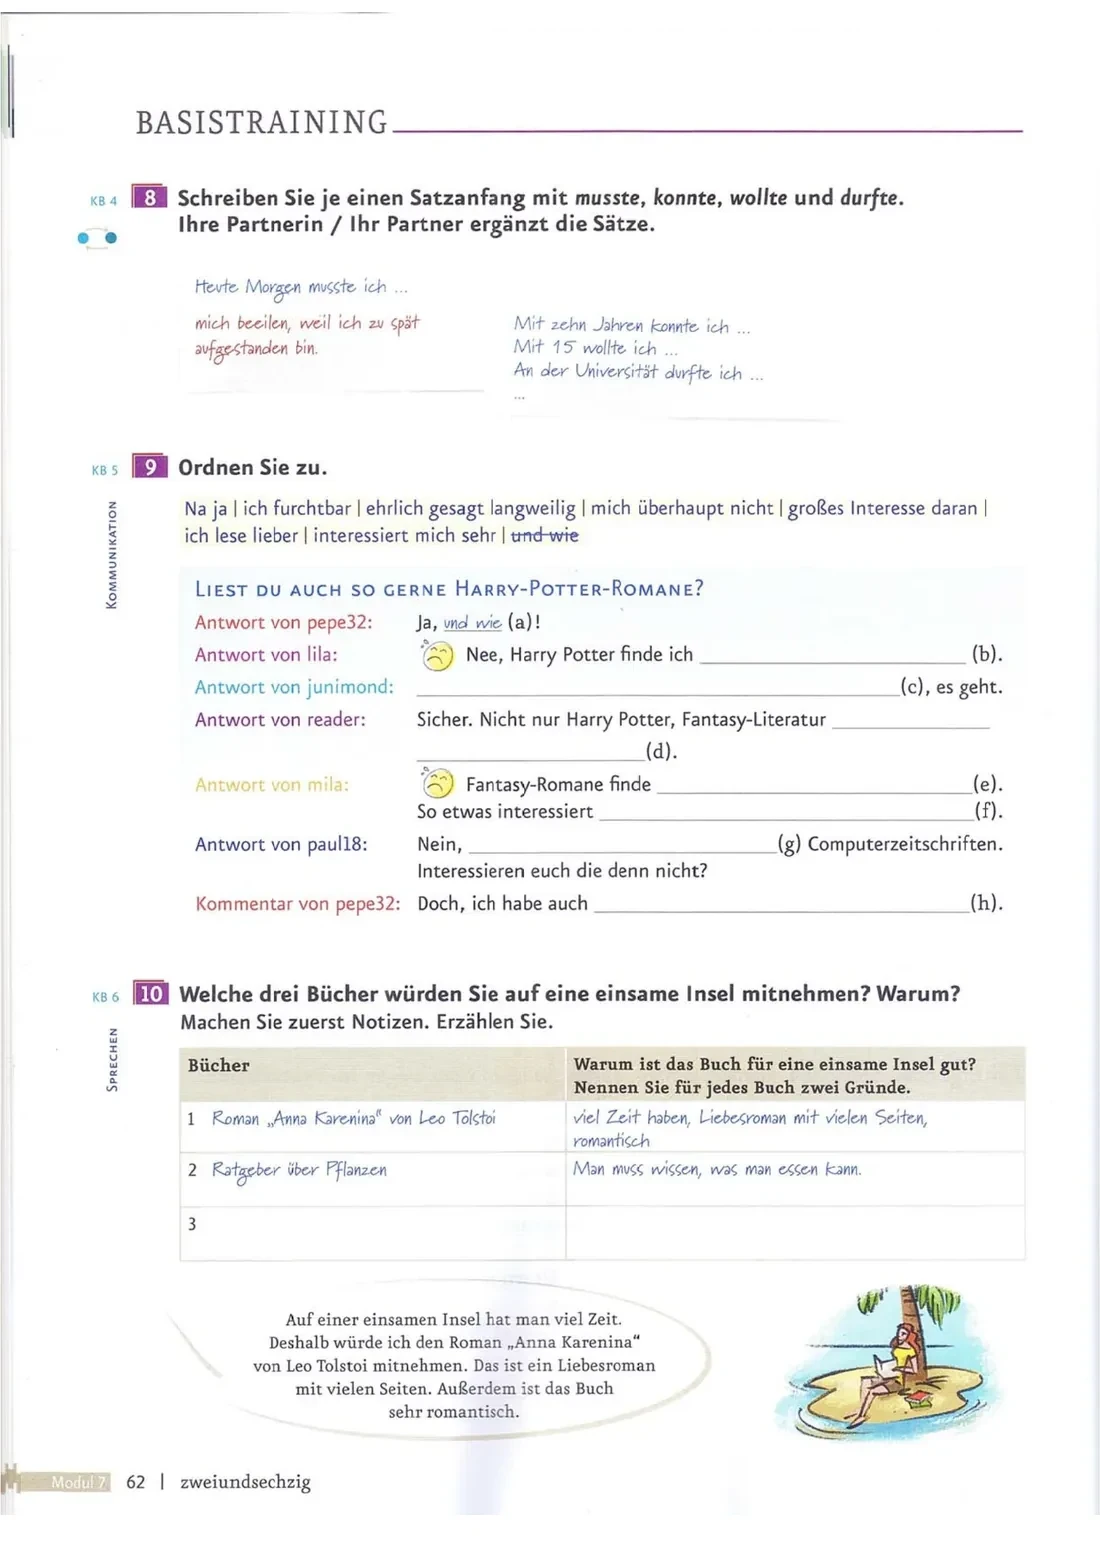 BASISTRAINING
KB 4 8 Schreiben Sie je einen Satzanfang mit musste, konnte, wollte und durfte.
Ihre Partnerin / Ihr Partner ergänzt die Sätze.
Heute Morgen musste ich ...
mich beeilen, weil ich zu spät
aufgestanden bin.
Mit zehn Jahren konnte ich ...
Mit 15 wollte ich ...
An der Universität durfte ich ...
...
KB 5 9 Ordnen Sie zu.
KOMMUNIKATION
Na ja | ich furchtbar | ehrlich gesagt langweilig | mich überhaupt nicht | großes Interesse daran |
ich lese lieber | interessiert mich sehr | und wie
LIEST DU AUCH SO GERNE HARRY-POTTER-ROMANE?
Antwort von pepe32: Ja, und wie (a)!
Antwort von lila: Nee, Harry Potter finde ich ____ (b).
Antwort von junimond: ____ (c), es geht.
Antwort von reader: Sicher. Nicht nur Harry Potter, Fantasy-Literatur ____
____ (d).
Antwort von mila: Fantasy-Romane finde ____ (e).
So etwas interessiert ____ (f).
Antwort von paul18: Nein, ____ (g) Computerzeitschriften.
Interessieren euch die denn nicht?
Kommentar von pepe32: Doch, ich habe auch ____ (h).
KB 6 10 Welche drei Bücher würden Sie auf eine einsame Insel mitnehmen? Warum?
Machen Sie zuerst Notizen. Erzählen Sie.
SPRECHEN
Bücher
Warum ist das Buch für eine einsame Insel gut?
Nennen Sie für jedes Buch zwei Gründe.
1 Roman „Anna Karenina" von Leo Tolstoi
viel Zeit haben, Liebesroman mit vielen Seiten,
romantisch
2 Ratgeber über Pflanzen
Man muss wissen, was man essen kann.
3
Auf einer einsamen Insel hat man viel Zeit.
Deshalb würde ich den Roman „Anna Karenina“
von Leo Tolstoi mitnehmen. Das ist ein Liebesroman
mit vielen Seiten. Außerdem ist das Buch
sehr romantisch.
Modul 7 62 | zweiundsechzig